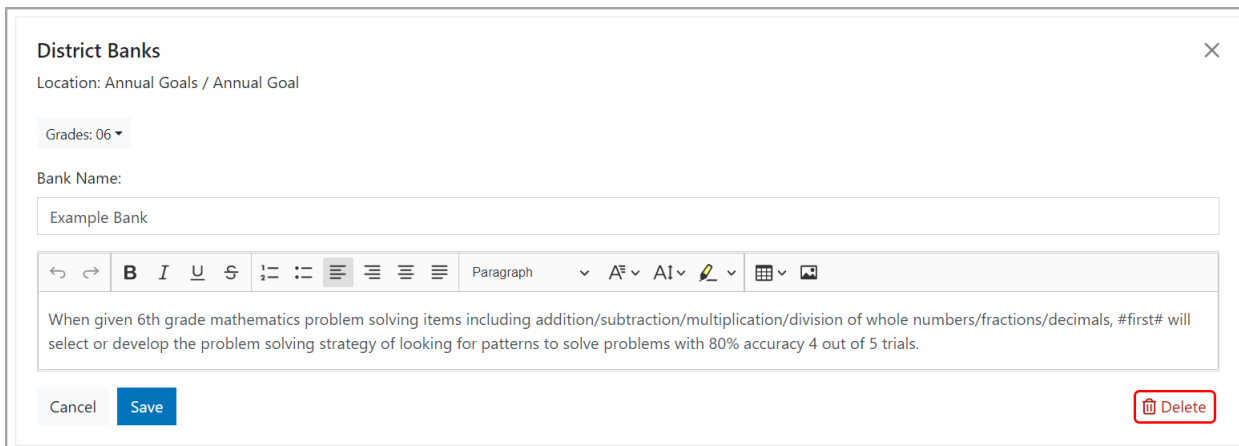 District Banks
Location: Annual Goals / Annual Goal
Grades: 06
Bank Name:
Example Bank
B I U S Paragraph
When given 6th grade mathematics problem solving items including addition/subtraction/multiplication/division of whole numbers/fractions/decimals, #first# will
select or develop the problem solving strategy of looking for patterns to solve problems with 80% accuracy 4 out of 5 trials.
Cancel Save Delete